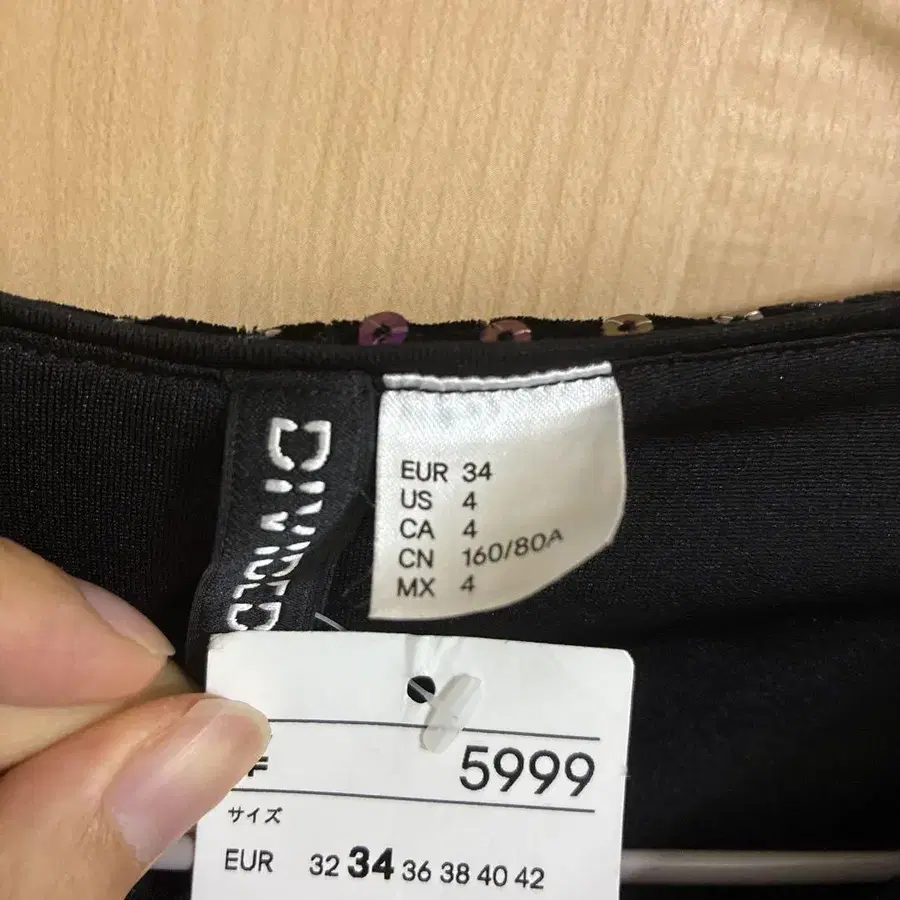 DIVIDED
EUR 34
US 4
CA 4
CN 160/80A
MX 4
5999
サイズ
EUR 32 34 36 38 40 42